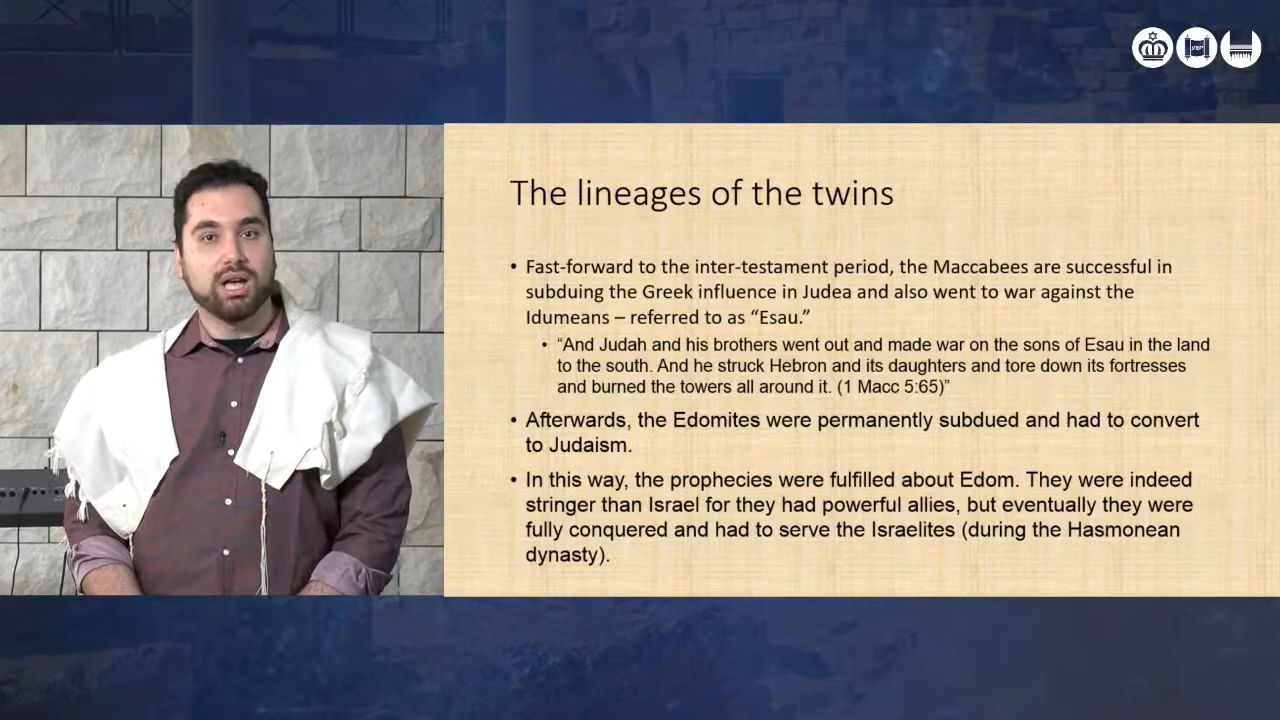 The lineages of the twins
• Fast-forward to the inter-testament period, the Maccabees are successful in
subduing the Greek influence in Judea and also went to war against the
Idumeans – referred to as “Esau.”
• “And Judah and his brothers went out and made war on the sons of Esau in the land
to the south. And he struck Hebron and its daughters and tore down its fortresses
and burned the towers all around it. (1 Macc 5:65)”
• Afterwards, the Edomites were permanently subdued and had to convert
to Judaism.
• In this way, the prophecies were fulfilled about Edom. They were indeed
stringer than Israel for they had powerful allies, but eventually they were
fully conquered and had to serve the Israelites (during the Hasmonean
dynasty).